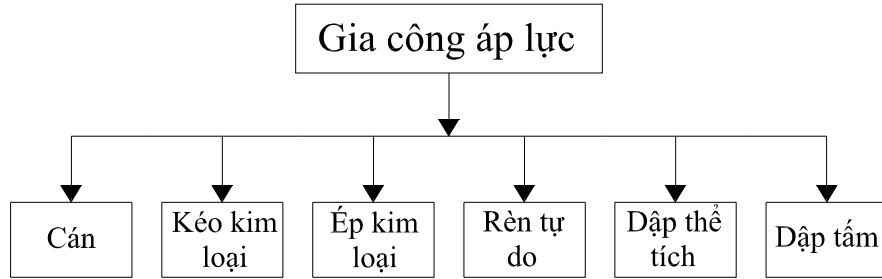 Gia công áp lực
Cán
Kéo kim
loại
Ép kim
loại
Rèn tự
do
Dập thể
tích
Dập tấm